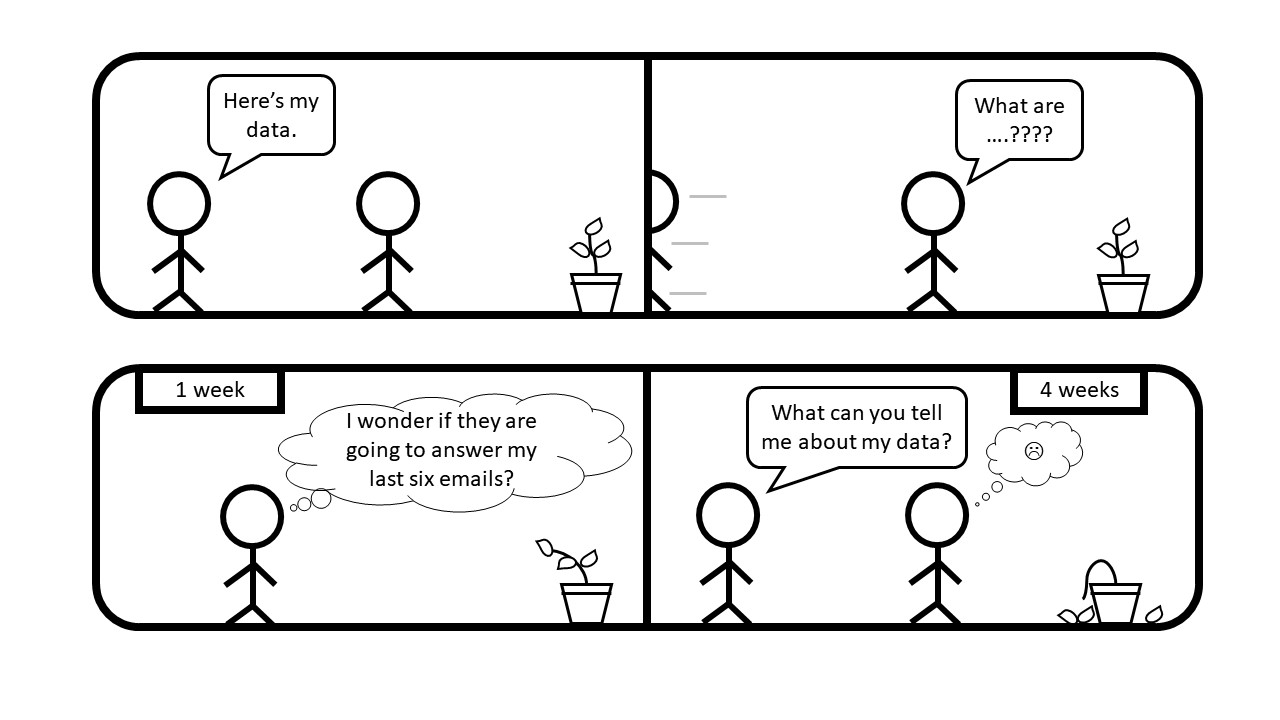 Here’s my
data.
What are
….????
1 week
I wonder if they are
going to answer my
last six emails?
What can you tell
me about my data?
4 weeks